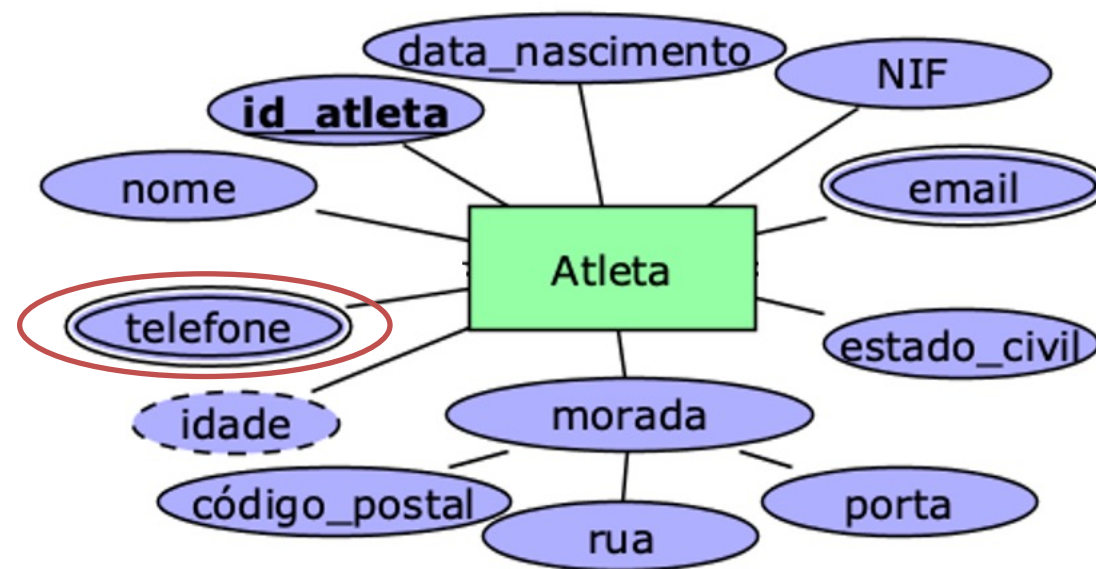 data_nascimento
NIF
id_atleta
nome
email
Atleta
telefone
estado_civil
idade
morada
código_postal
rua
porta